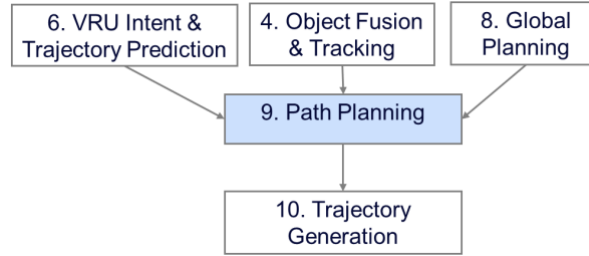 6. VRU Intent &
Trajectory Prediction
4. Object Fusion
& Tracking
8. Global
Planning
9. Path Planning
10. Trajectory
Generation